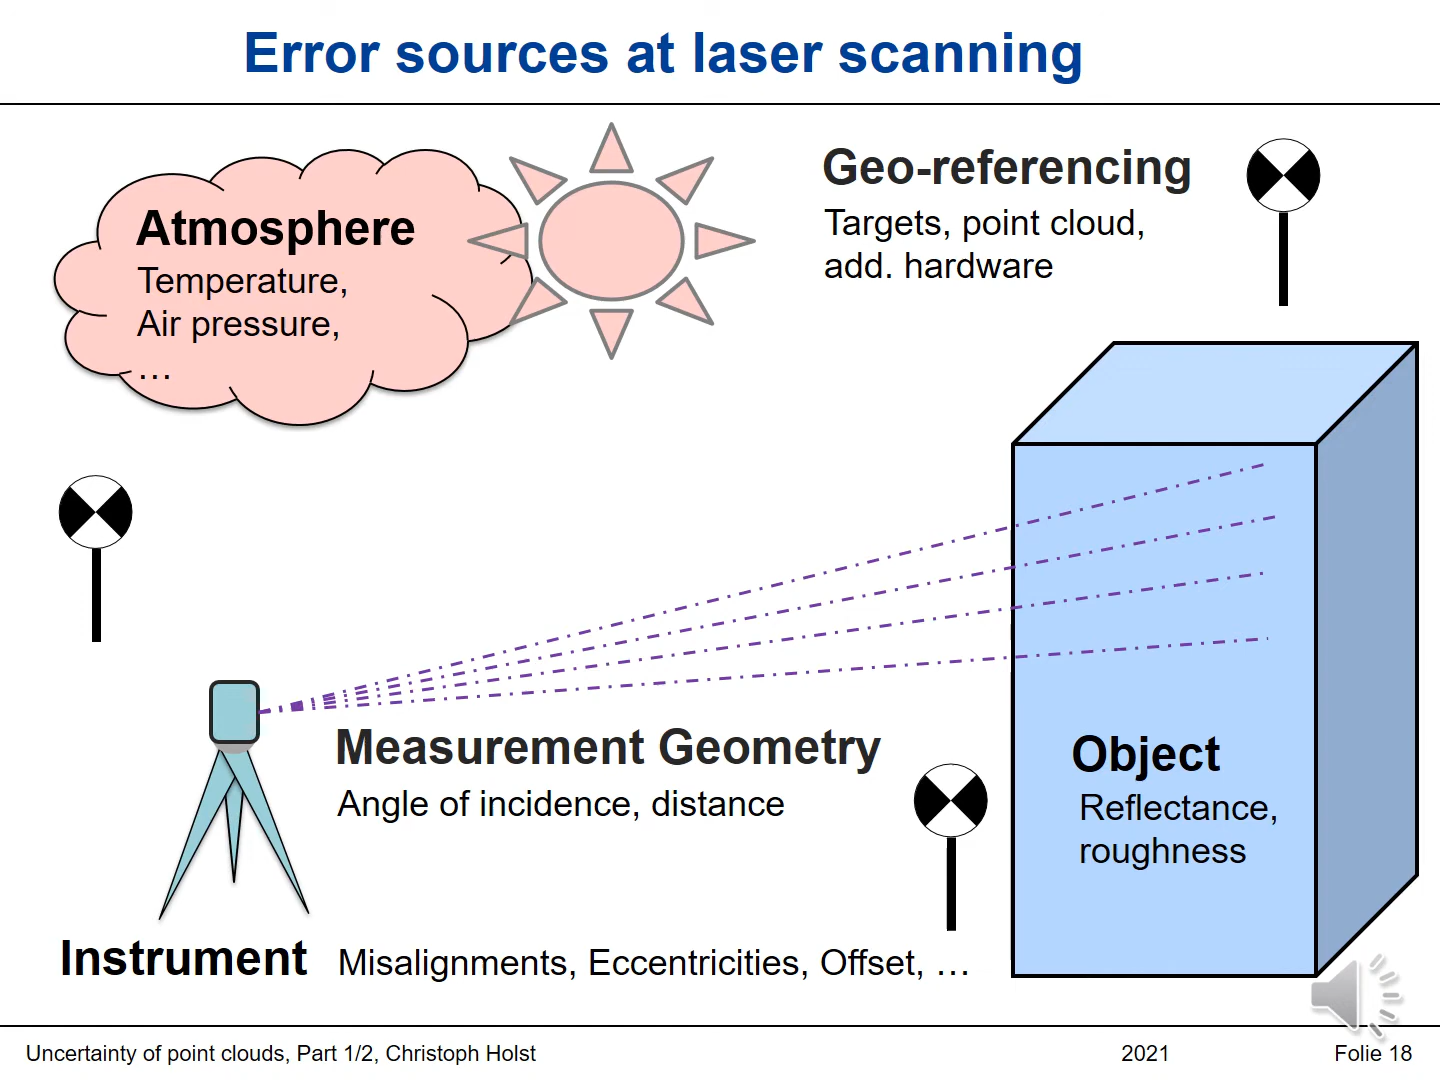 Error sources at laser scanning
Atmosphere
Temperature,
Air pressure,
…
Geo-referencing
Targets, point cloud,
add. hardware
Measurement Geometry
Angle of incidence, distance
Object
Reflectance,
roughness
Instrument Misalignments, Eccentricities, Offset, …
Uncertainty of point clouds, Part 1/2, Christoph Holst 2021 Folie 18